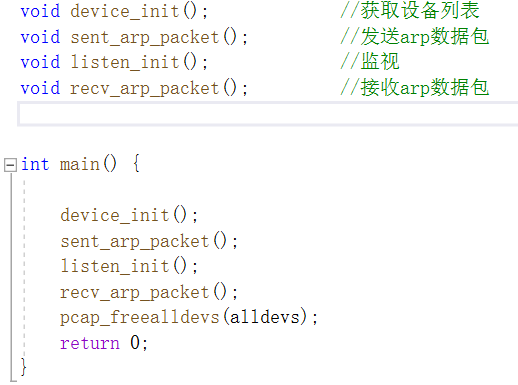 void device_init(); //获取设备列表
void sent_arp_packet(); //发送arp数据包
void listen_init(); //监视
void recv_arp_packet(); //接收arp数据包
int main() {
device_init();
sent_arp_packet();
listen_init();
recv_arp_packet();
pcap_freealldevs(alldevs);
return 0;
}